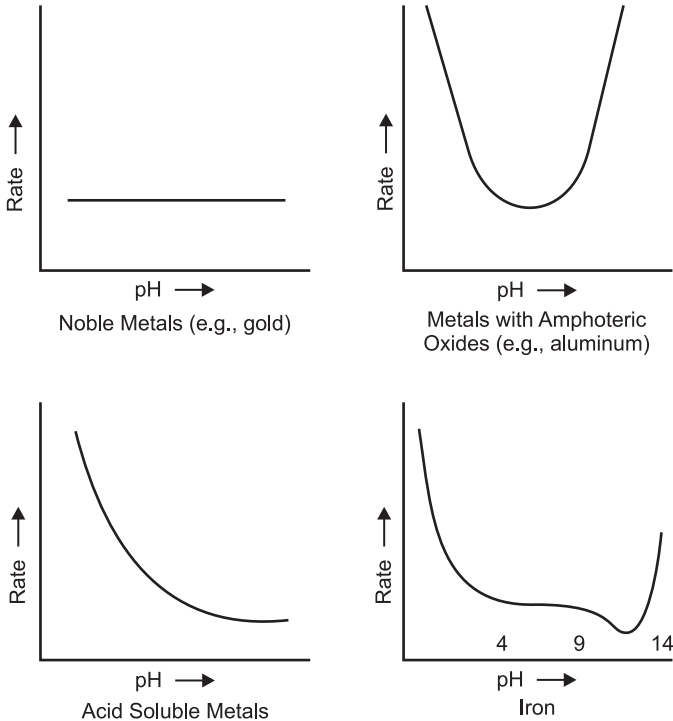 Rate
pH
Noble Metals (e.g., gold)
Rate
pH
Metals with Amphoteric
Oxides (e.g., aluminum)
Rate
pH
Acid Soluble Metals
Rate
4 9 14
pH
Iron